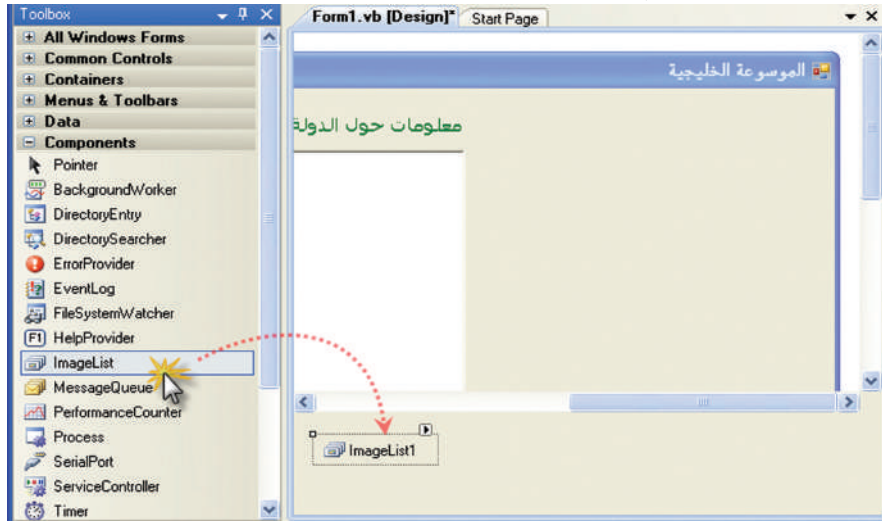 Toolbox
All Windows Forms
Common Controls
Containers
Menus & Toolbars
Data
Components
Pointer
BackgroundWorker
DirectoryEntry
DirectorySearcher
ErrorProvider
EventLog
FileSystemWatcher
F1 HelpProvider
ImageList
MessageQueue
PerformanceCounter
Process
SerialPort
ServiceController
Timer
Form1.vb [Design]* Start Page
الموسوعة الخليجية
معلومات حول الدولة
ImageList1